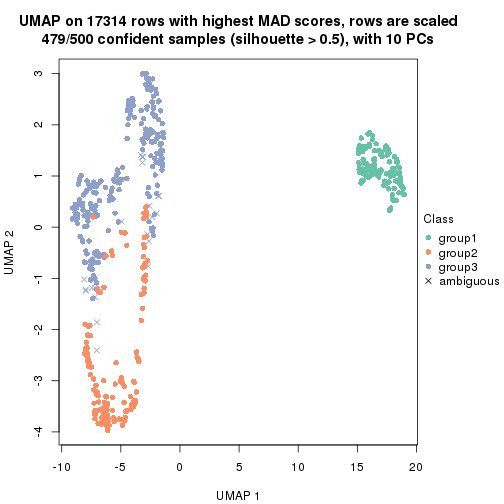 UMAP on 17314 rows with highest MAD scores, rows are scaled
479/500 confident samples (silhouette > 0.5), with 10 PCs
3
2
1
0
-1
-2
-3
-4
UMAP 2
-10
-5
0
5
10
15
20
UMAP 1
Class
group1
group2
group3
ambiguous